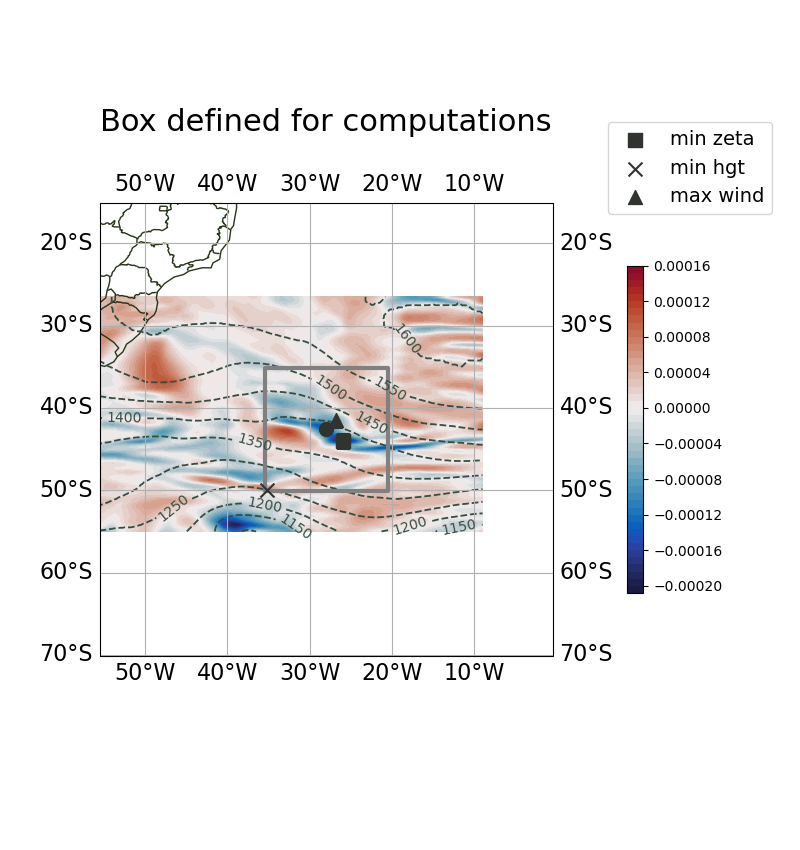 Box defined for computations
min zeta
min hgt
max wind
50°W 40°W 30°W 20°W 10°W
20°S 20°S
30°S 30°S
40°S 40°S
50°S 50°S
60°S 60°S
70°S 70°S
50°W 40°W 30°W 20°W 10°W
1600
1500 1550
1400 1450
1350
1250 1200
1150 1200 1150
0.00016
0.00012
0.00008
0.00004
0.00000
−0.00004
−0.00008
−0.00012
−0.00016
−0.00020